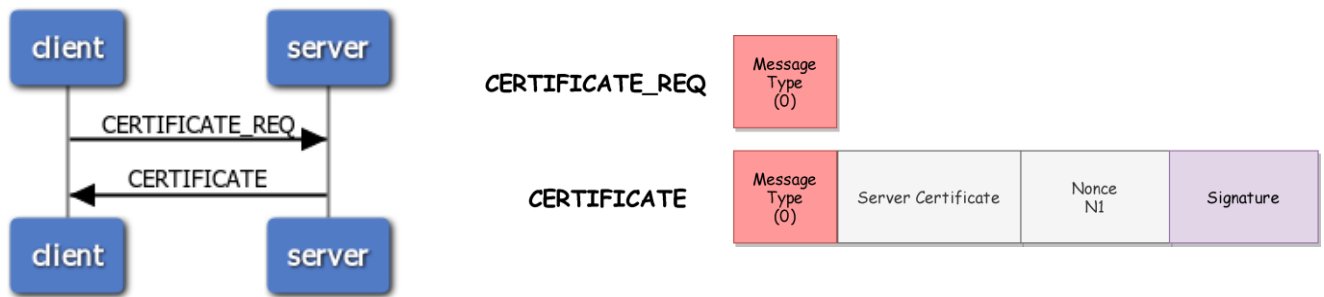 client
server
CERTIFICATE_REQ
CERTIFICATE
client
server
CERTIFICATE_REQ
Message
Type
(0)
CERTIFICATE
Message
Type
(0)
Server Certificate
Nonce
N1
Signature